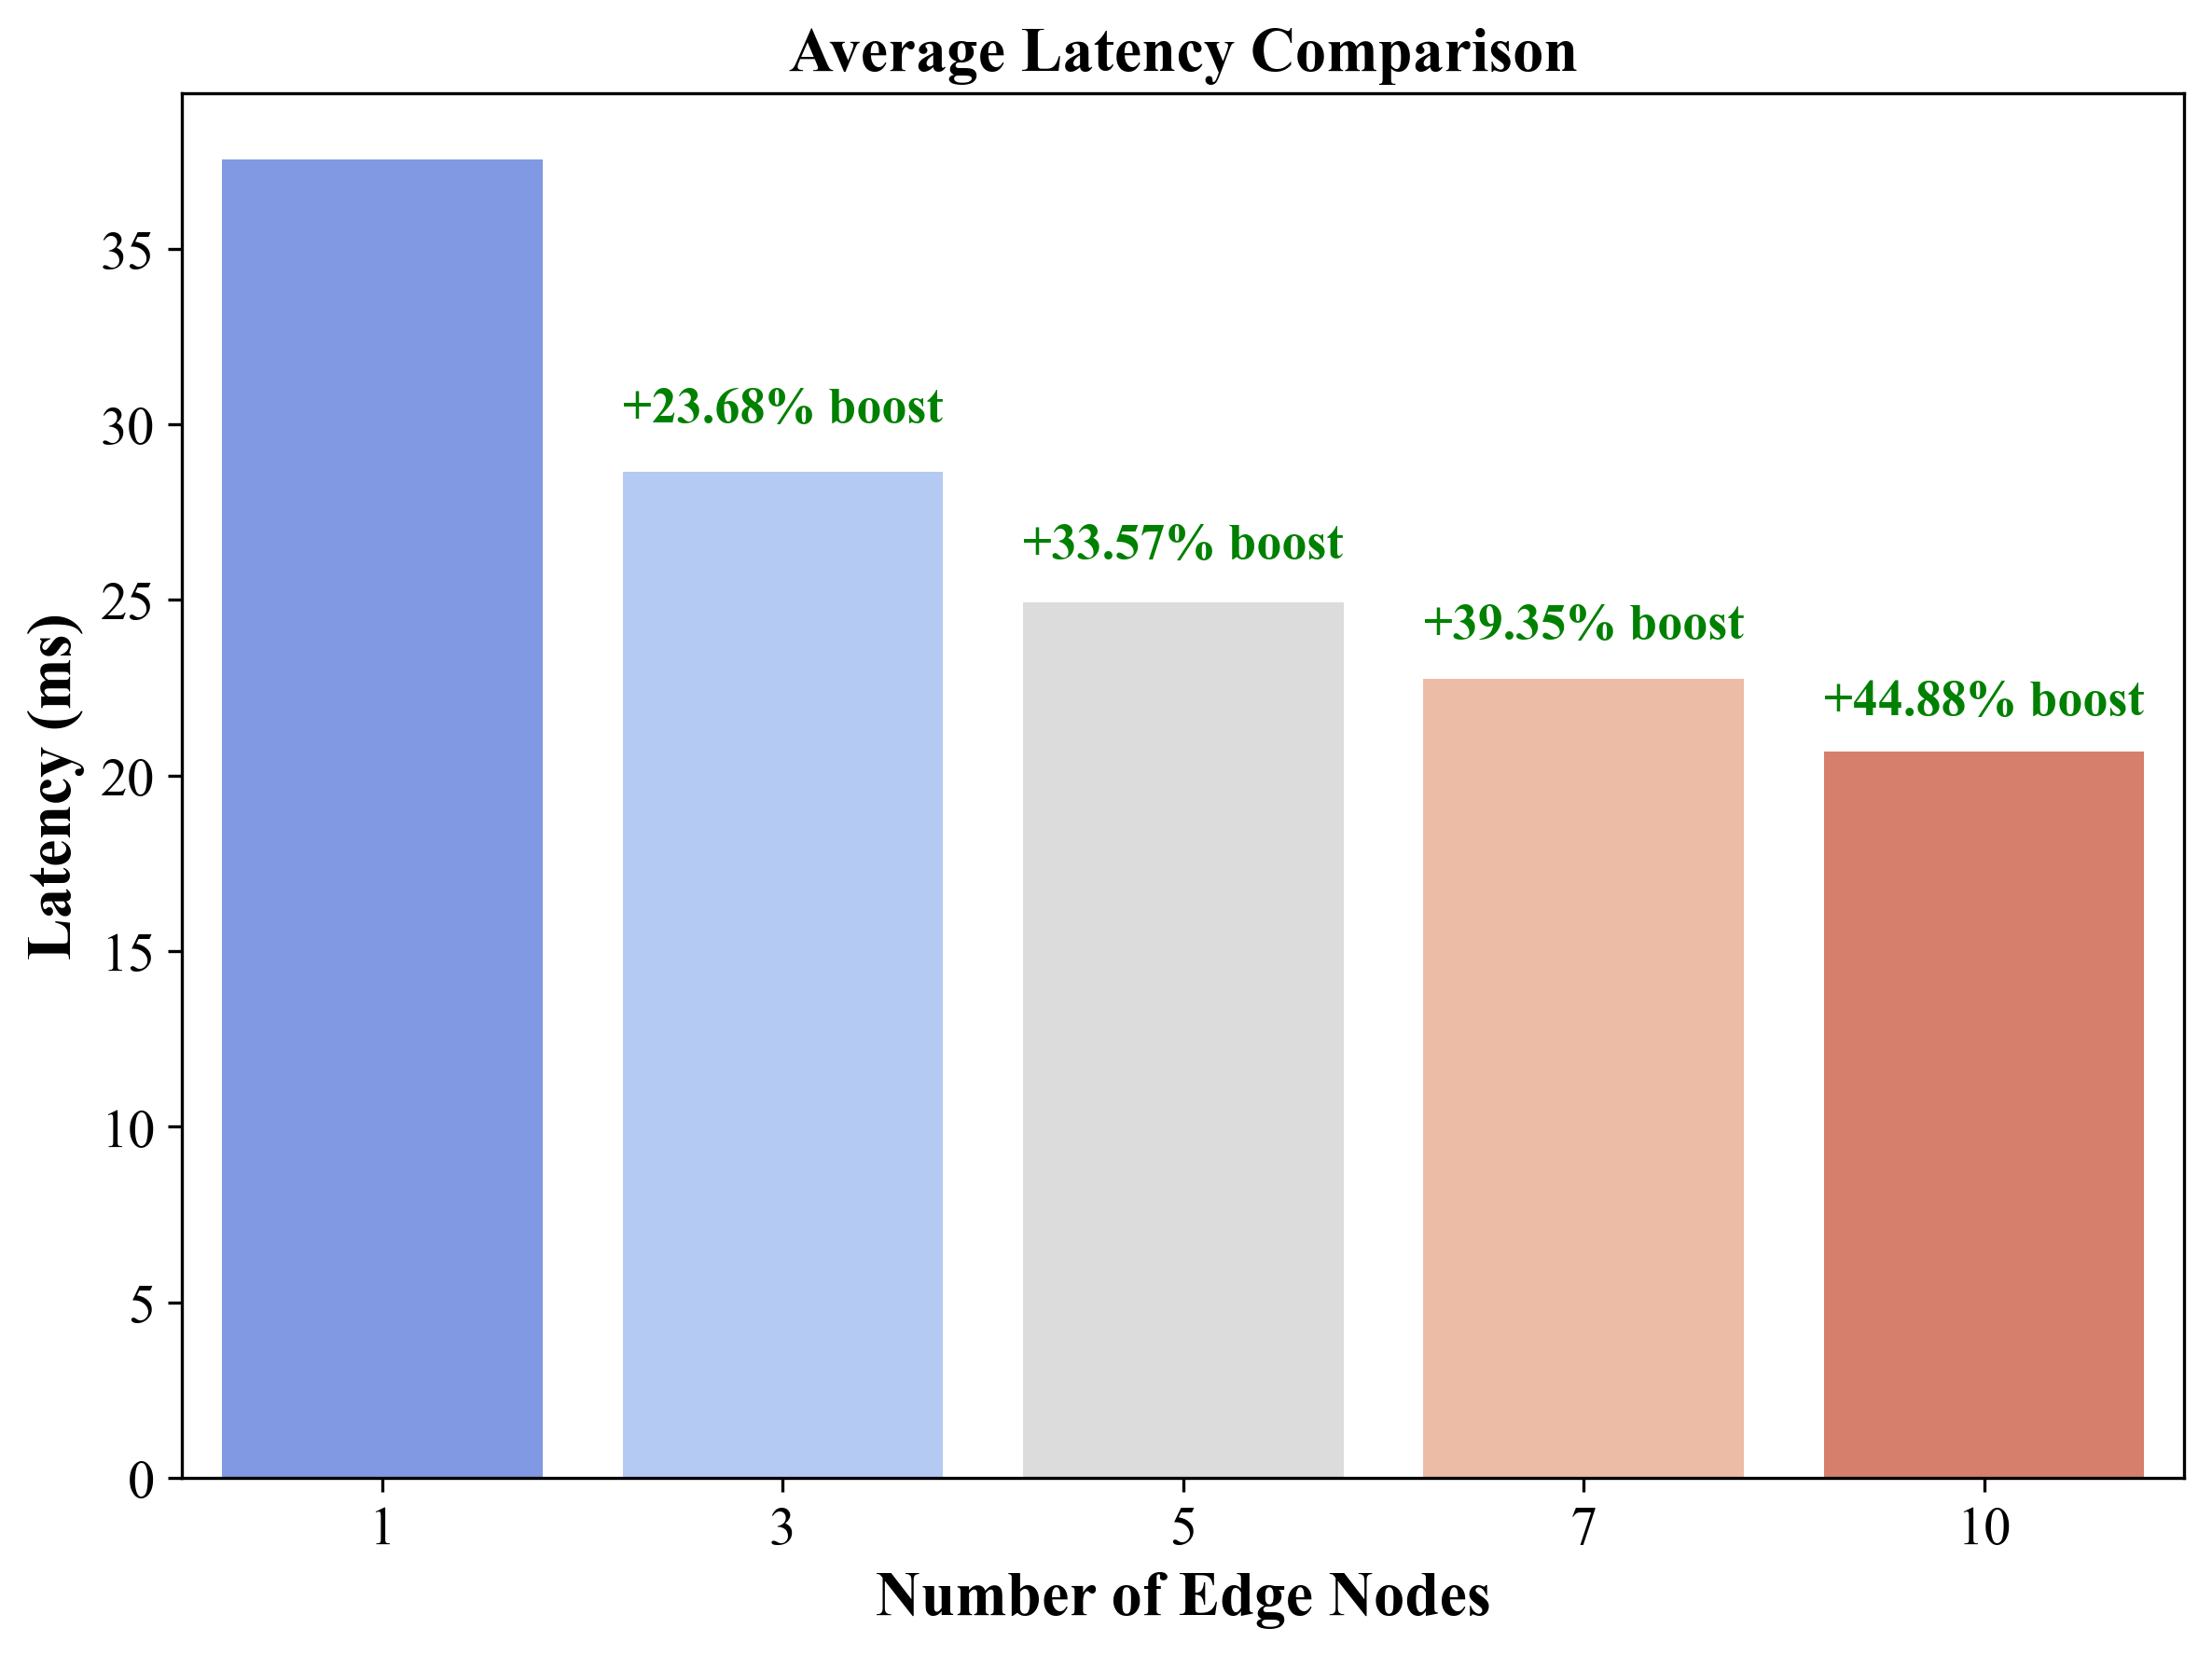 Average Latency Comparison
Latency (ms)
35
30
25
20
15
10
5
0
+23.68% boost
+33.57% boost
+39.35% boost
+44.88% boost
1 3 5 7 10
Number of Edge Nodes